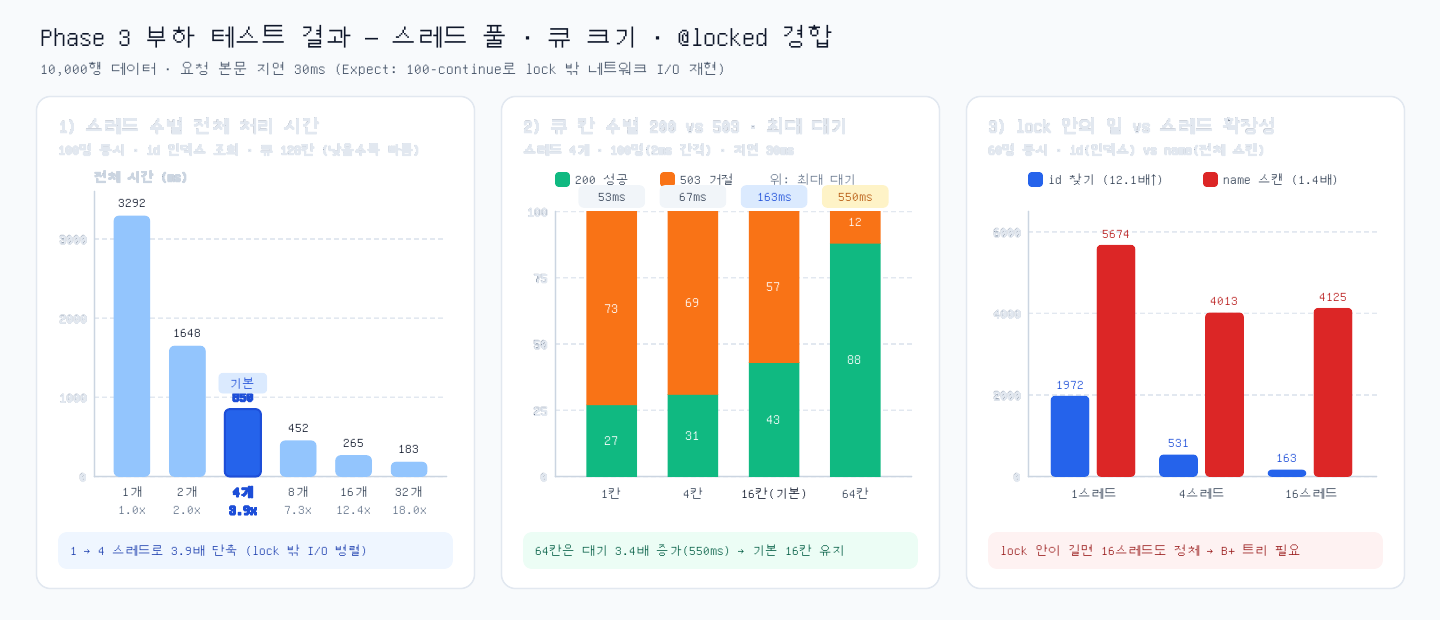 Phase 3 부하 테스트 결과 — 스레드 풀 · 큐 크기 · @locked 경합
10,000행 데이터 · 요청 본문 지연 30ms (Expect: 100-continue로 lock 밖 네트워크 I/O 재현)
1) 스레드 수별 전체 처리 시간
100명 동시 · id 인덱스 조회 · 큐 128칸 (낮을수록 빠름)
전체 시간 (ms)
3000
2000
1000
0
3292
1648
기본
850
452
265
183
1개 2개 4개 8개 16개 32개
1.0x 2.0x 3.9x 7.3x 12.4x 18.0x
1 → 4 스레드로 3.9배 단축 (lock 밖 I/O 병렬)
2) 큐 칸 수별 200 vs 503 · 최대 대기
스레드 4개 · 100명(2ms 간격) · 지연 30ms
200 성공 503 거절 위: 최대 대기
53ms 67ms 163ms 550ms
100
75
50
25
0
73 69 57 12
27 31 43 88
1칸 4칸 16칸(기본) 64칸
64칸은 대기 3.4배 증가(550ms) → 기본 16칸 유지
3) lock 안의 일 vs 스레드 확장성
60명 동시 · id(인덱스) vs name(전체 스캔)
id 찾기 (12.1배↑) name 스캔 (1.4배)
6000
4000
2000
0
1972 5674
531 4013
163 4125
1스레드 4스레드 16스레드
lock 안이 길면 16스레드도 정체 → B+ 트리 필요